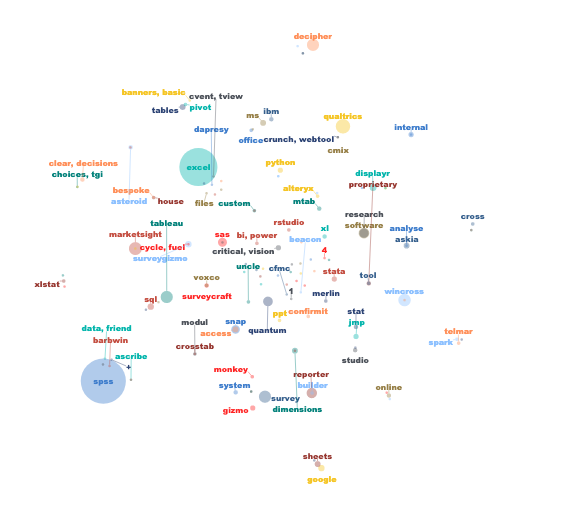 decipher
banners, basic
cvent, tview
tables
pivot
ms
ibm
qualtrics
dapresy
office
crunch, webtool
internal
cmix
clear, decisions
choices, tgi
excel
python
displayr
proprietary
bespoke
asteroid
house
files
custom
alteryx
mtab
tableau
research
software
cross
marketsight
sas
rstudio
bi, power
xl
analyse
askia
cycle, fuel
surveygizmo
critical, vision
beacon
4
uncle
cfmc
stata
tool
xlstat
voxco
surveycraft
1
merlin
wincross
sql
ppt
confirmit
stat
jmp
modul
snap
access
quantum
data, friend
barbwin
ascribe
+
crosstab
telmar
spark
studio
spss
monkey
reporter
builder
system
survey
online
gizmo
dimensions
sheets
google